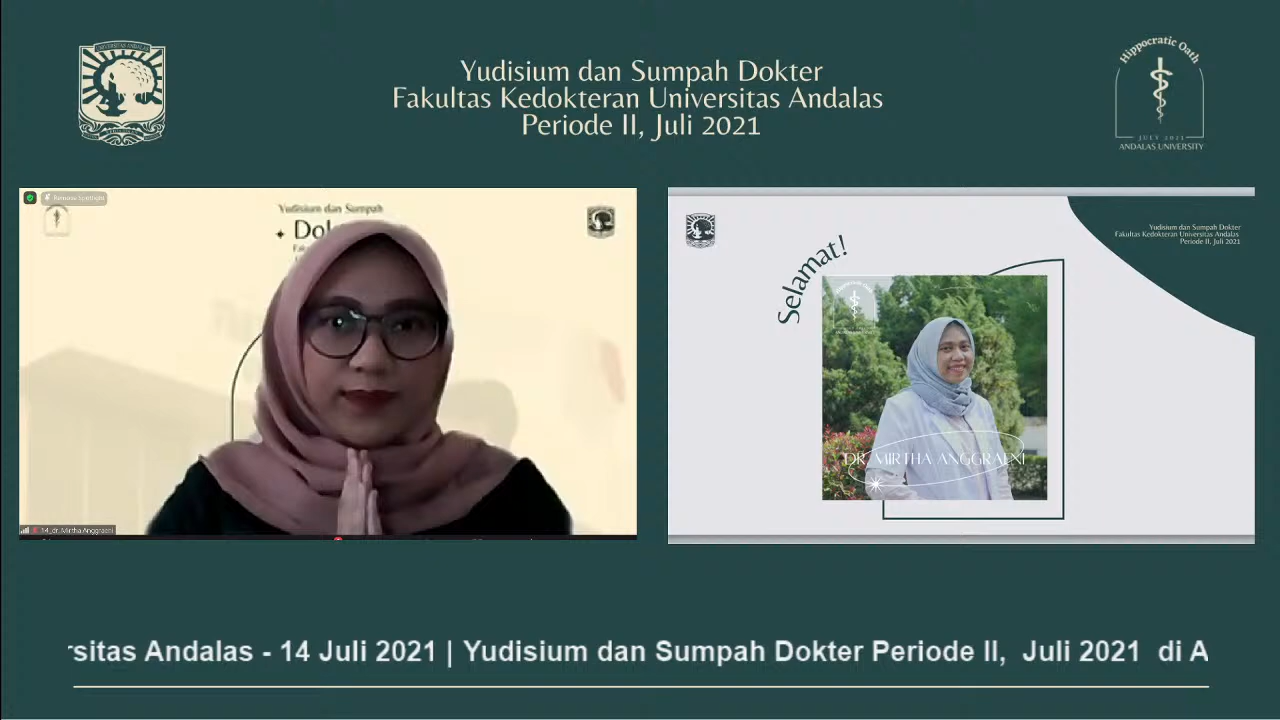 UNIVERSITAS ANDALAS
Yudisium dan Sumpah Dokter
Fakultas Kedokteran Universitas Andalas
Periode II, Juli 2021
Hippocratic Oath
JULY 2021
ANDALAS UNIVERSITY
Yudisium dan Sumpah
Dok
14_dr. Mirtha Anggraeni
Selamat!
DR. MIRTHA ANGGRAENI
Yudisium dan Sumpah Dokter
Fakultas Kedokteran Universitas Andalas
Periode II, Juli 2021
rsitas Andalas - 14 Juli 2021 | Yudisium dan Sumpah Dokter Periode II, Juli 2021 di A